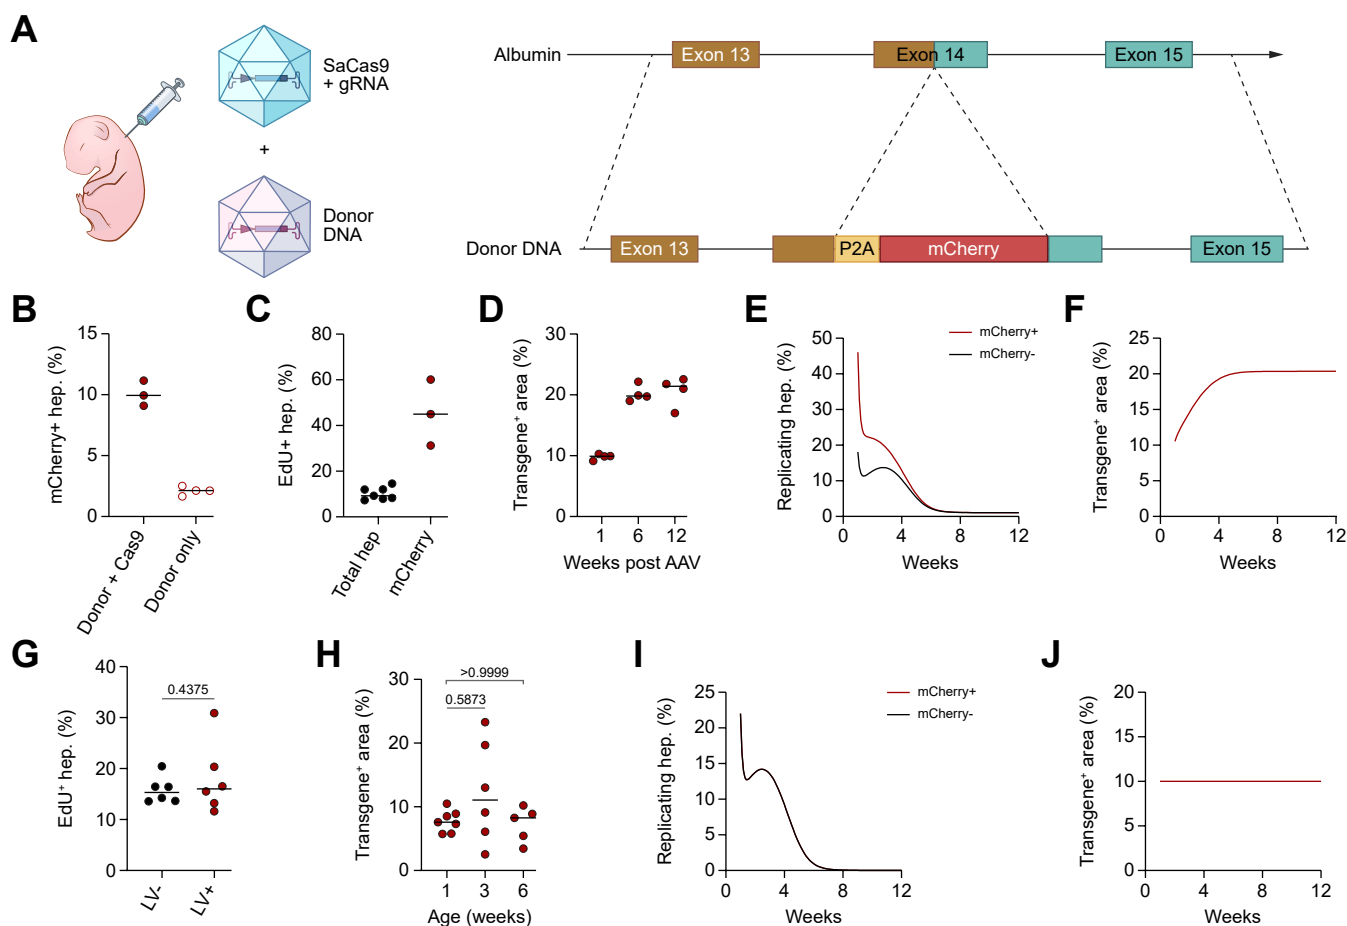 A
SaCas9
+ gRNA
+
Donor
DNA
Albumin
Exon 13
Exon 14
Exon 15
Donor DNA
Exon 13
P2A
mCherry
Exon 15
B
mCherry+ hep. (%)
15
10
5
0
Donor + Cas9
Donor only
C
EdU+ hep. (%)
80
60
40
20
0
Total hep
mCherry
D
Transgene⁺ area (%)
30
20
10
0
1 6 12
Weeks post AAV
E
Replicating hep. (%)
50
40
30
20
10
0
0 4 8 12
Weeks
mCherry+
mCherry-
F
Transgene⁺ area (%)
25
20
15
10
5
0
0 4 8 12
Weeks
G
EdU⁺ hep. (%)
40
30
20
10
0
0.4375
LV-
LV+
H
Transgene⁺ area (%)
30
20
10
0
>0.9999
0.5873
1 3 6
Age (weeks)
I
Replicating hep. (%)
25
20
15
10
5
0
0 4 8 12
Weeks
mCherry+
mCherry-
J
Transgene⁺ area (%)
20
15
10
5
0
0 4 8 12
Weeks